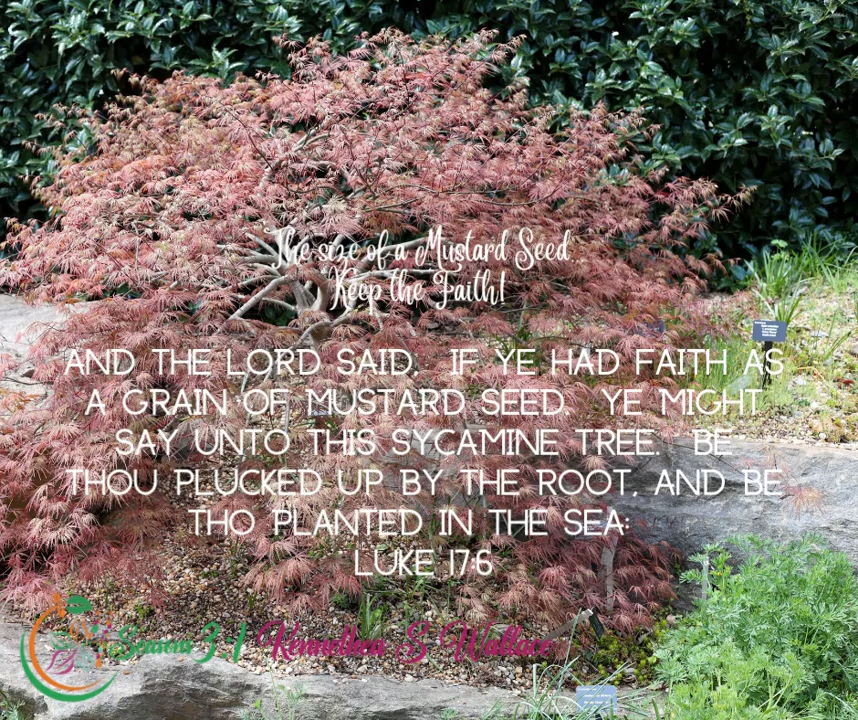 The size of a Mustard Seed..
Keep the Faith!
AND THE LORD SAID, IF YE HAD FAITH AS
A GRAIN OF MUSTARD SEED, YE MIGHT
SAY UNTO THIS SYCAMINE TREE, BE
THOU PLUCKED UP BY THE ROOT, AND BE
THO PLANTED IN THE SEA:
LUKE 17:6
Season 3:1 Kennethea S Wallace